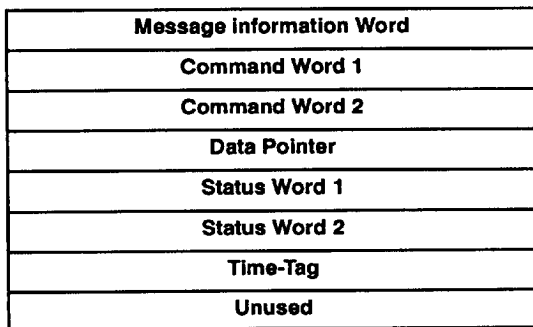 Message information Word
Command Word 1
Command Word 2
Data Pointer
Status Word 1
Status Word 2
Time-Tag
Unused